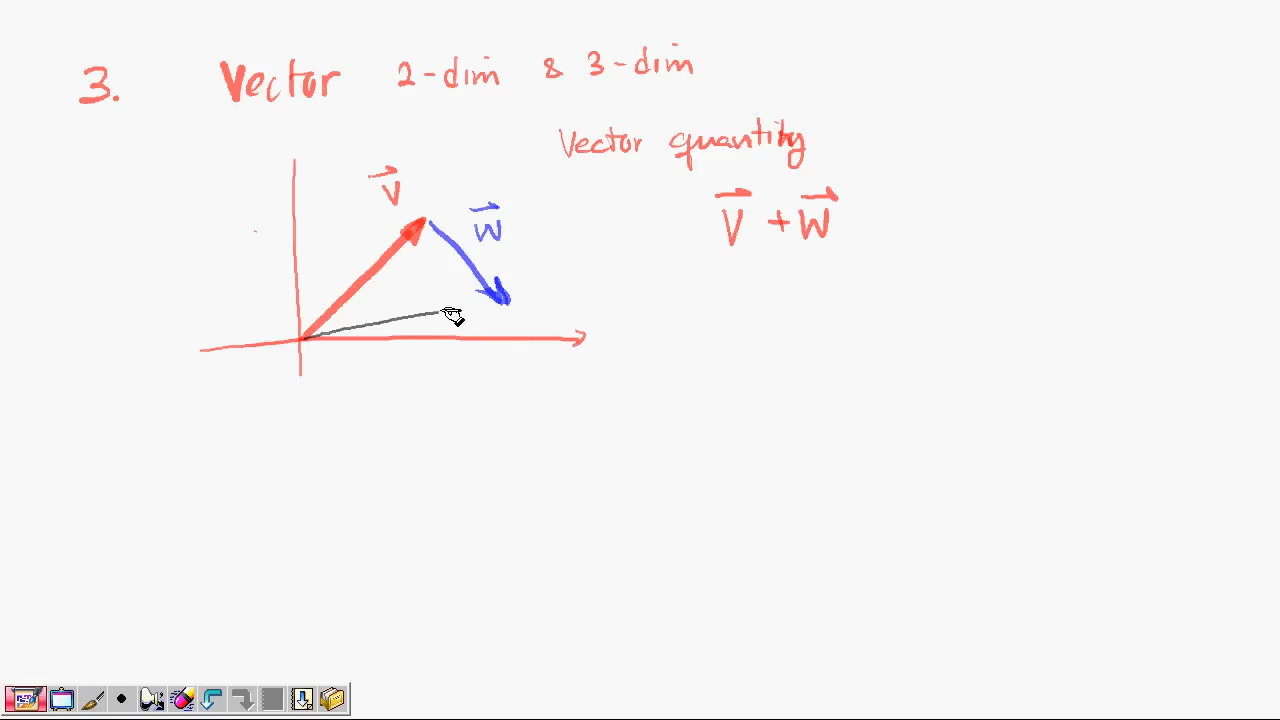 3. Vector 2-dim & 3-dim
Vector quantity
V⃗ + W⃗
V⃗
W⃗